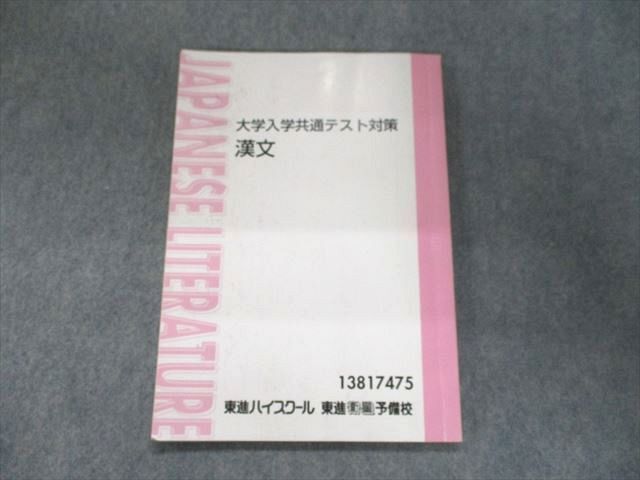 JAPANESE LITERATURE
大学入学共通テスト対策
漢文
13817475
東進ハイスクール 東進衛星予備校